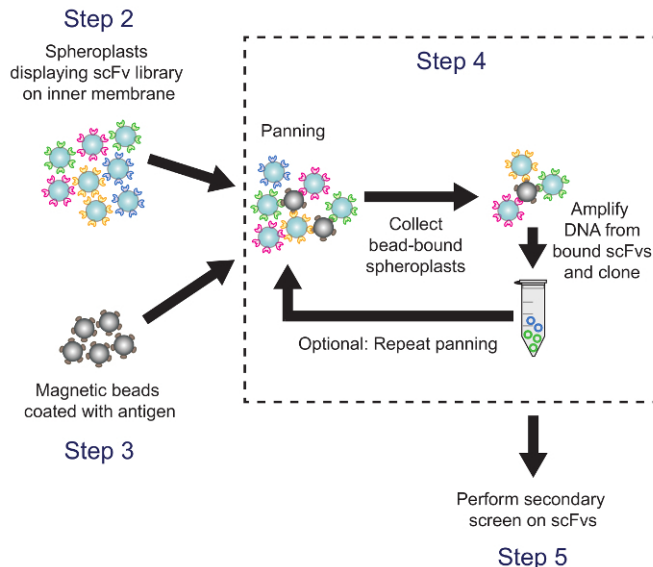 Step 2
Spheroplasts
displaying scFv library
on inner membrane
Step 4
Panning
Collect
bead-bound
spheroplasts
Amplify
DNA from
bound scFvs
and clone
Optional: Repeat panning
Magnetic beads
coated with antigen
Step 3
Perform secondary
screen on scFvs
Step 5